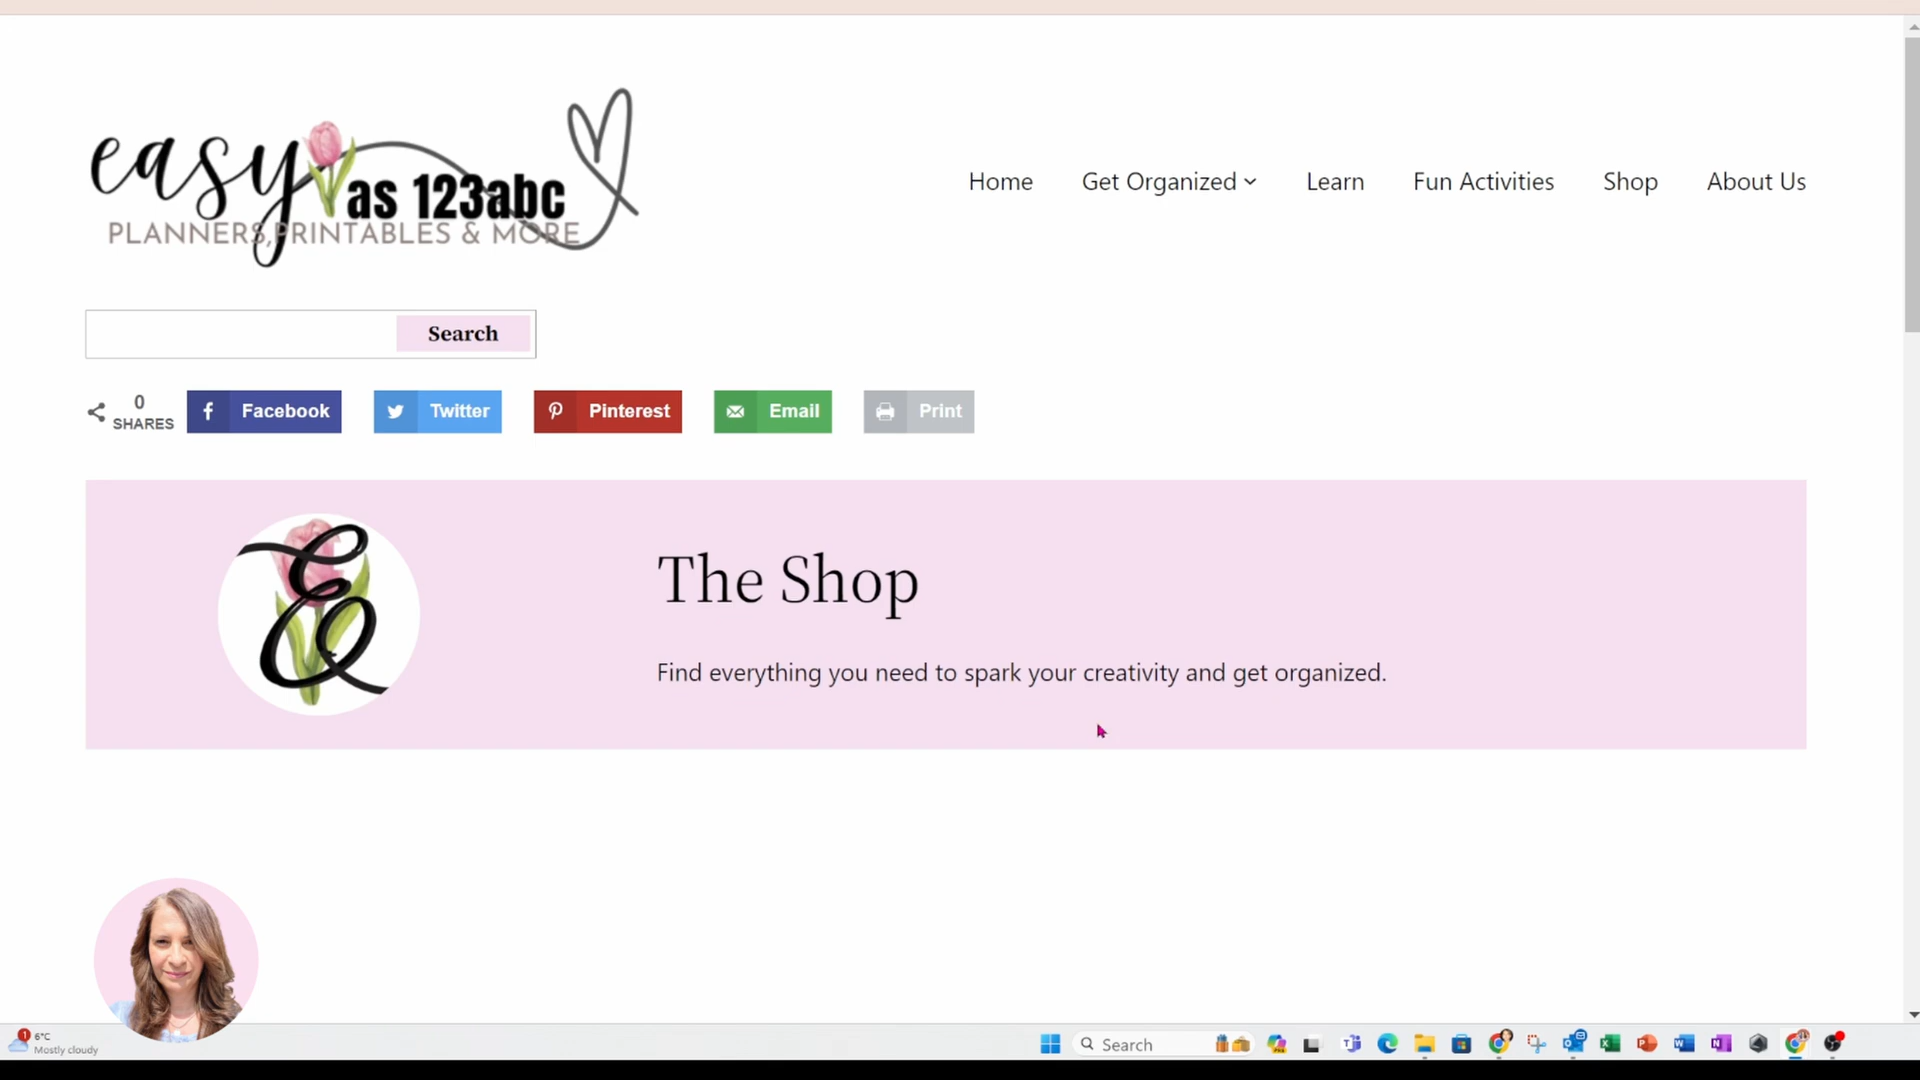 easy as 123abc
PLANNERS,PRINTABLES & MORE
Home Get Organized Learn Fun Activities Shop About Us
Search
0
SHARES
Facebook Twitter Pinterest Email Print
E
The Shop
Find everything you need to spark your creativity and get organized.
1
6°C
Mostly cloudy
Search